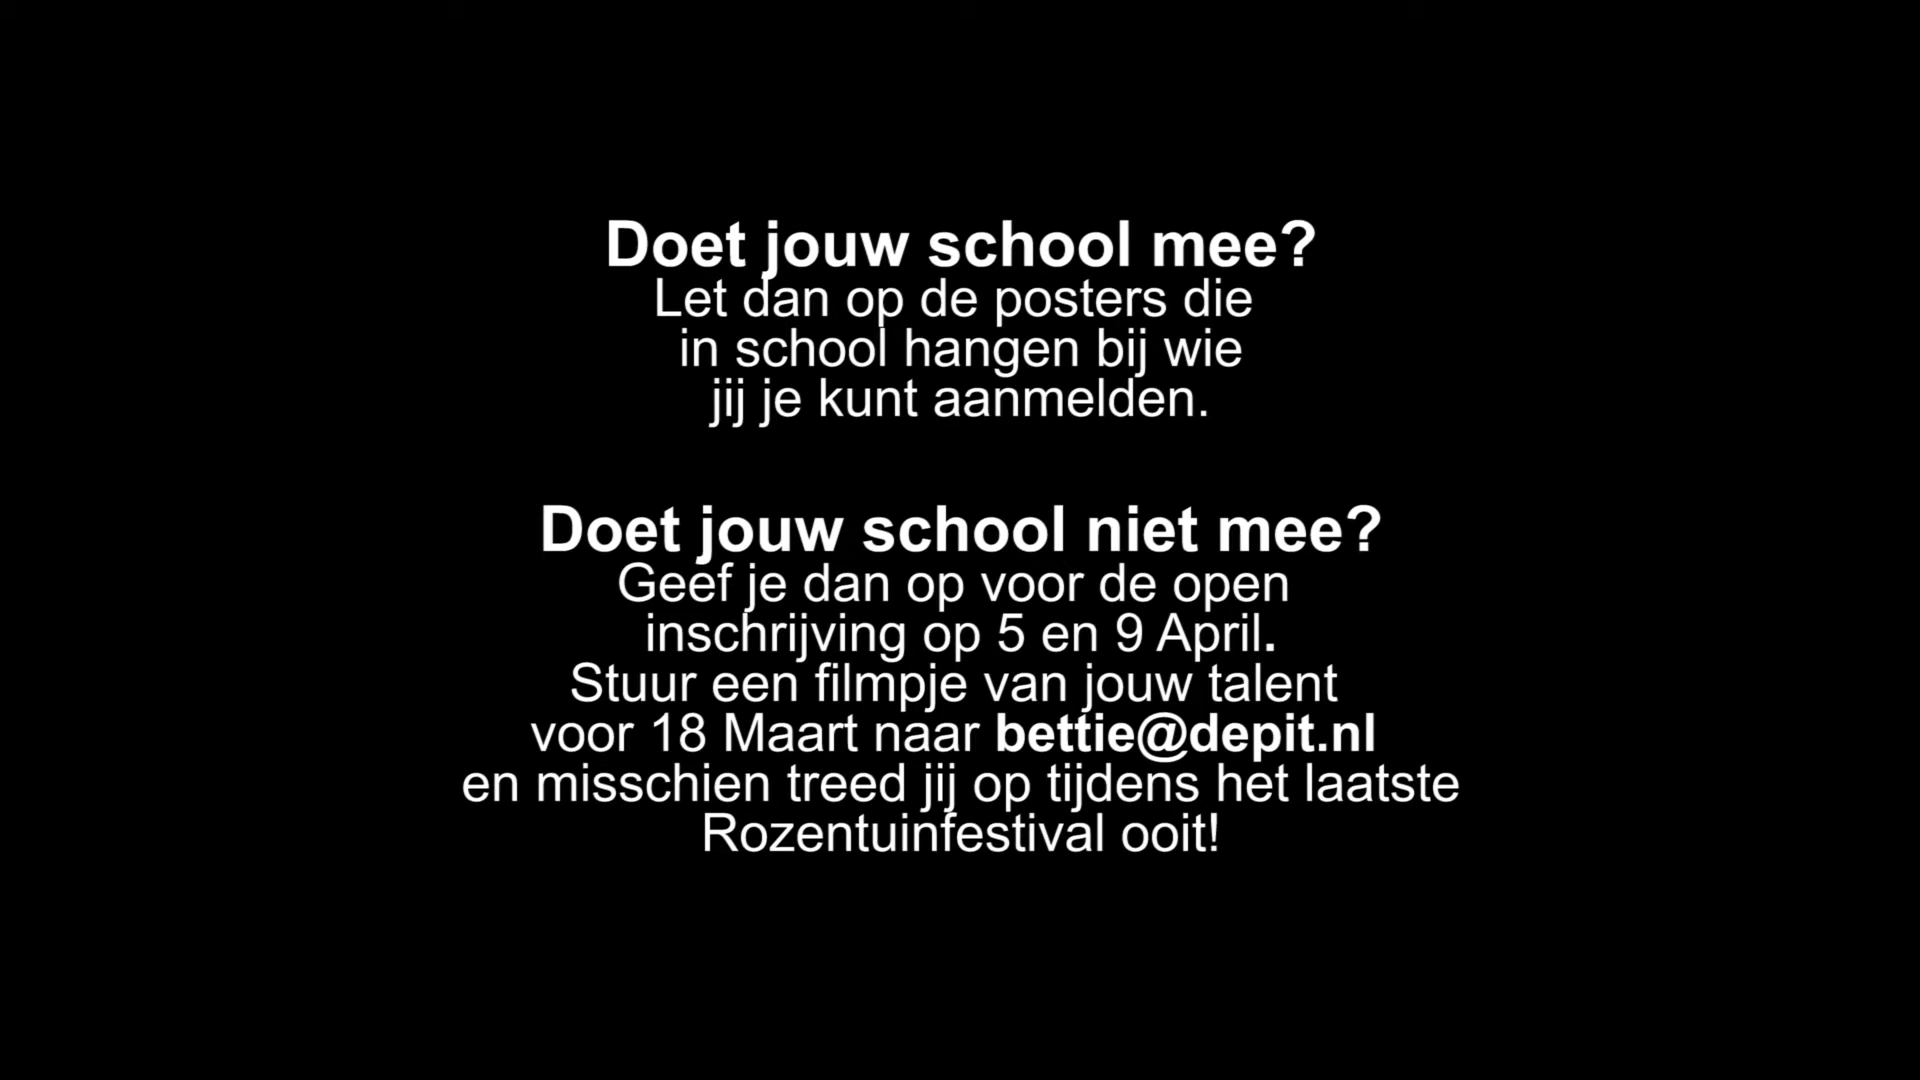 Doet jouw school mee?
Let dan op de posters die
in school hangen bij wie
jij je kunt aanmelden.
Doet jouw school niet mee?
Geef je dan op voor de open
inschrijving op 5 en 9 April.
Stuur een filmpje van jouw talent
voor 18 Maart naar bettie@depit.nl
en misschien treed jij op tijdens het laatste
Rozentuinfestival ooit!